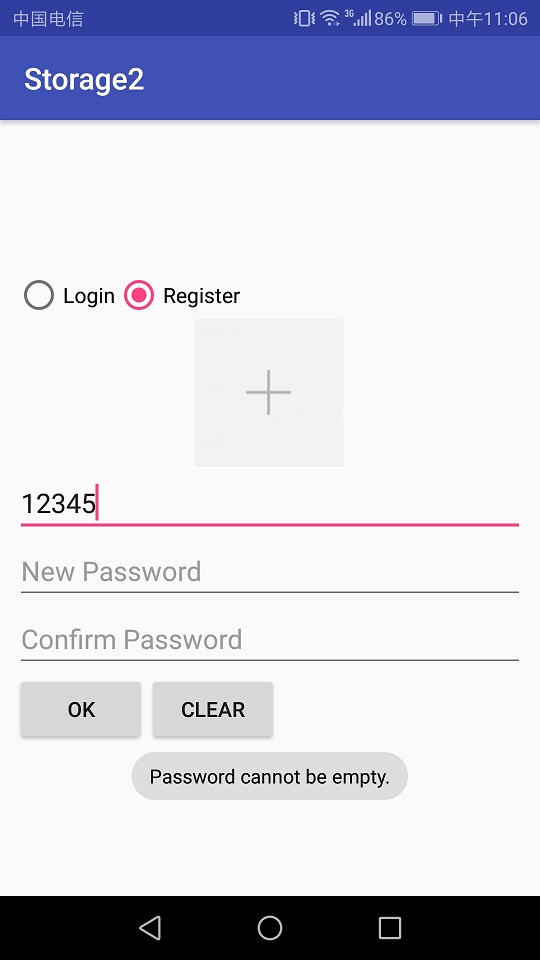 中国电信 3G 86% 中午11:06
Storage2
Login Register
12345
New Password
Confirm Password
OK CLEAR
Password cannot be empty.